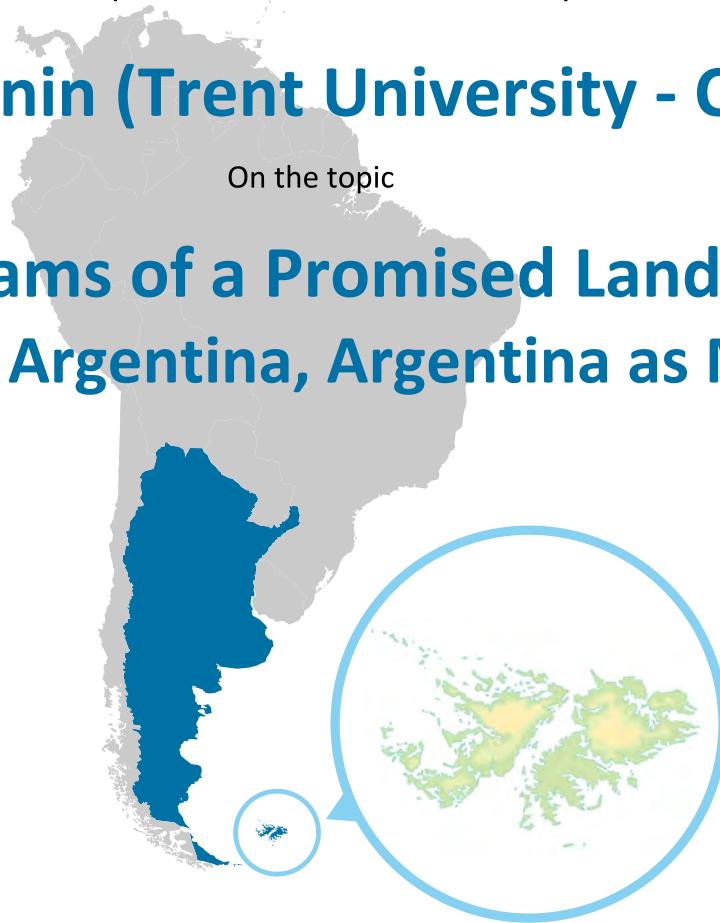 nin (Trent University -
On the topic
ams of a Promised Land
Argentina, Argentina as